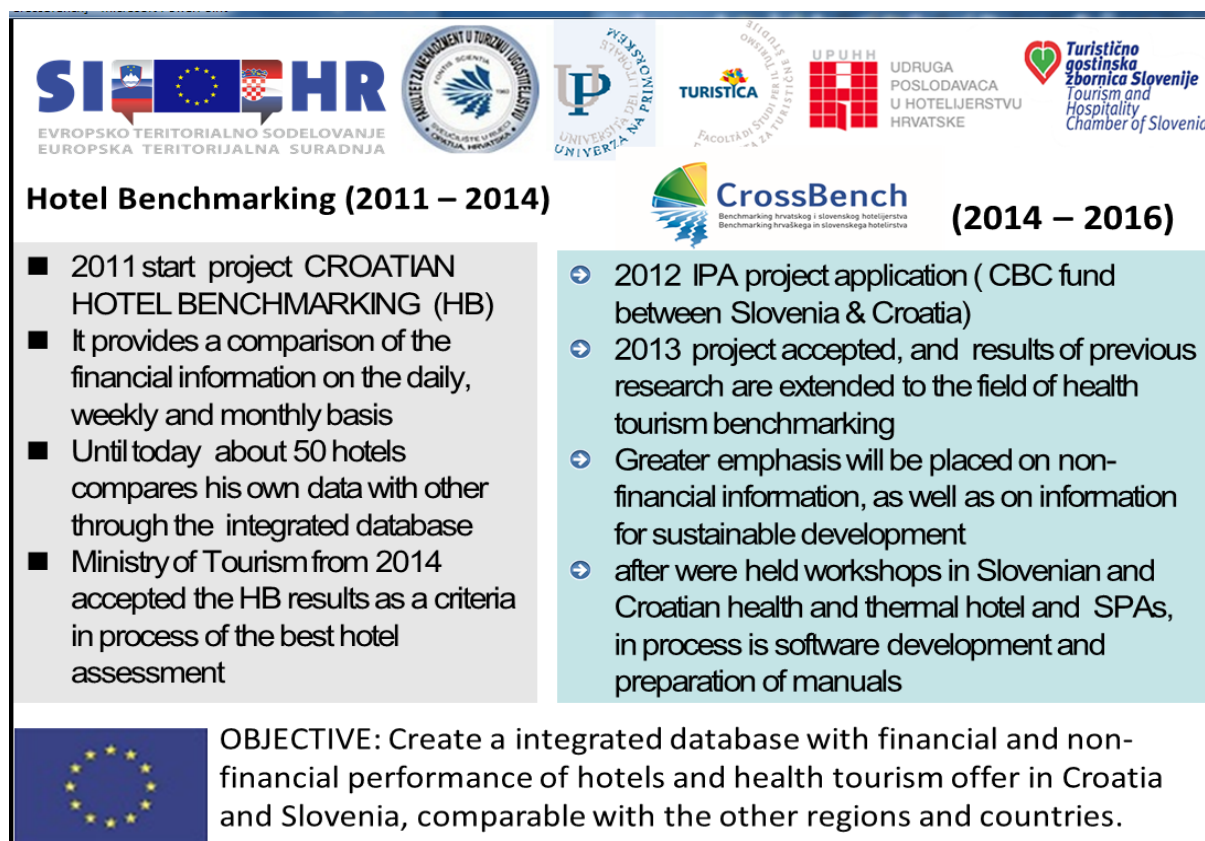 SI HR
EVROPSKO TERITORIALNO SODELOVANJE
EUROPSKA TERITORIJALNA SURADNJA
FAKULTET ZA MENADŽMENT U TURIZMU I UGOSTITELJSTVU
OPATIJA, HRVATSKA
UP
UNIVERZA NA PRIMORSKEM
TURISTICA
UPUHH
UDRUGA
POSLODAVACA
U HOTELIJERSTVU
HRVATSKE
Turistično
gostinska
zbornica Slovenije
Tourism and
Hospitality
Chamber of Slovenia
Hotel Benchmarking (2011 – 2014)
CrossBench
Benchmarking hrvatskog i slovenskog hotelijerstva
Benchmarking hrvaškega in slovenskega hotelirstva
(2014 – 2016)
2011 start project CROATIAN
HOTEL BENCHMARKING (HB)
It provides a comparison of the
financial information on the daily,
weekly and monthly basis
Until today about 50 hotels
compares his own data with other
through the integrated database
Ministry of Tourism from 2014
accepted the HB results as a criteria
in process of the best hotel
assessment
2012 IPA project application ( CBC fund
between Slovenia & Croatia)
2013 project accepted, and results of previous
research are extended to the field of health
tourism benchmarking
Greater emphasis will be placed on non-
financial information, as well as on information
for sustainable development
after were held workshops in Slovenian and
Croatian health and thermal hotel and SPAs,
in process is software development and
preparation of manuals
OBJECTIVE: Create a integrated database with financial and non-
financial performance of hotels and health tourism offer in Croatia
and Slovenia, comparable with the other regions and countries.